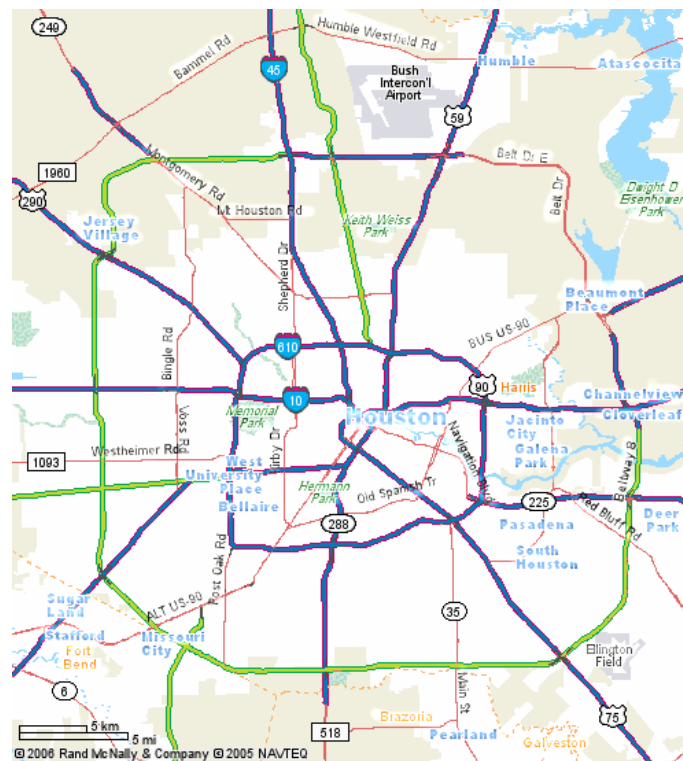 249
Humble Westfield Rd
Bammel Rd
45
Bush
Intercon'l
Airport
Humble
Atascocita
59
1960
Montgomery Rd
Belt Dr E
Belt Dr
290
Mt Houston Rd
Keith Weiss
Park
Dwight D
Eisenhower
Park
Jersey
Village
Shepherd Dr
Beaumont
Place
BUS US-90
610
Bingle Rd
90
Harris
10
Channelview
Memorial
Park
Houston
Jacinto
City
Cloverleaf
Voss Rd
Kirby Dr
Navigation Blvd
Galena
Park
Westheimer Rd
1093
West
University
Place
Bellaire
Hermann
Park
Old Spanish Tr
Beltway 8
225
288
Red Bluff Rd
Deer
Park
Pasadena
Post Oak Rd
South
Houston
Sugar
Land
ALT US-90
35
Stafford
Missouri
City
Fort
Bend
Ellington
Field
6
Main St
Brazoria
75
5 km
5 mi
518
Pearland
Galveston
© 2006 Rand McNally & Company © 2005 NAVTEQ